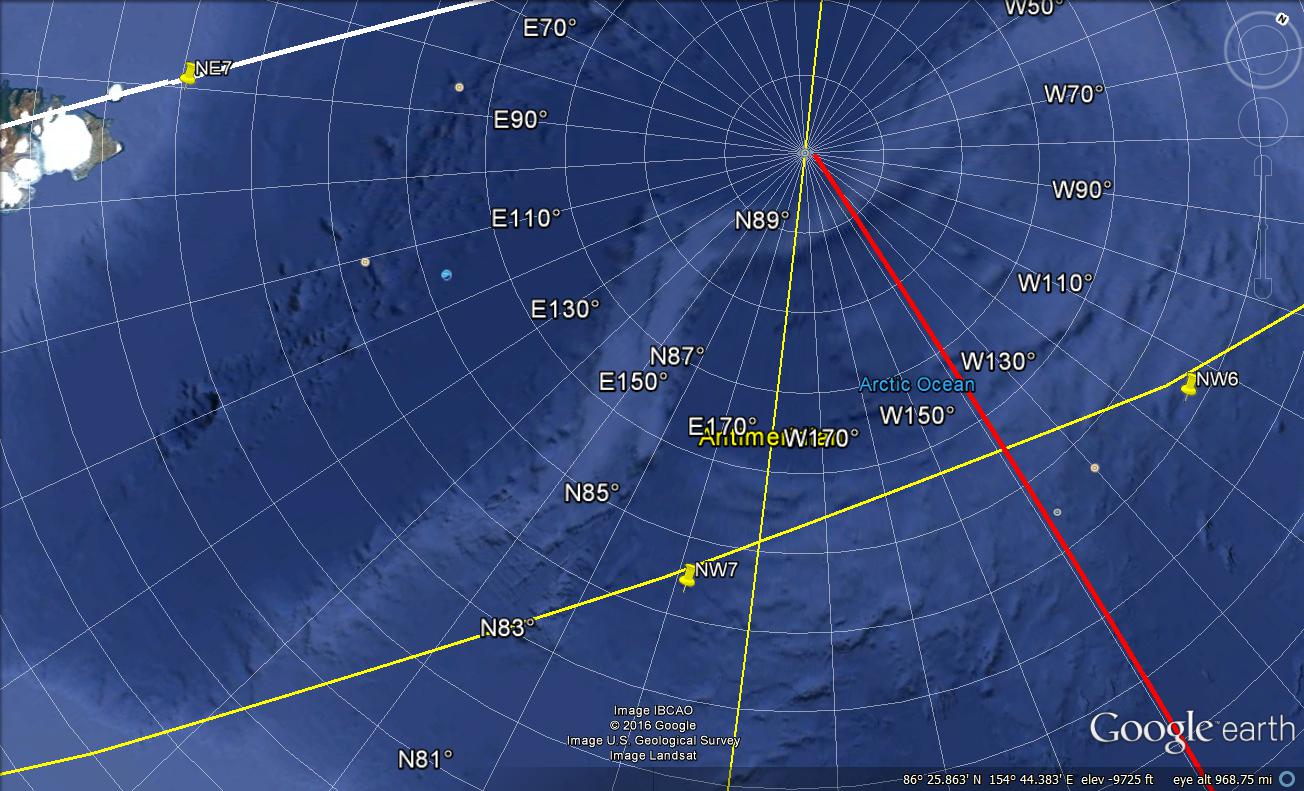 W50°
N
E70°
NE7
W70°
E90°
W90°
E110°
N89°
W110°
E130°
N87°
W130°
E150°
Arctic Ocean
NW6
W150°
E170°
W170°
Antimeridian
N85°
NW7
N83°
Image IBCAO
© 2016 Google
Image U.S. Geological Survey
Image Landsat
Google earth
N81°
86° 25.863' N 154° 44.383' E elev -9725 ft eye alt 968.75 mi